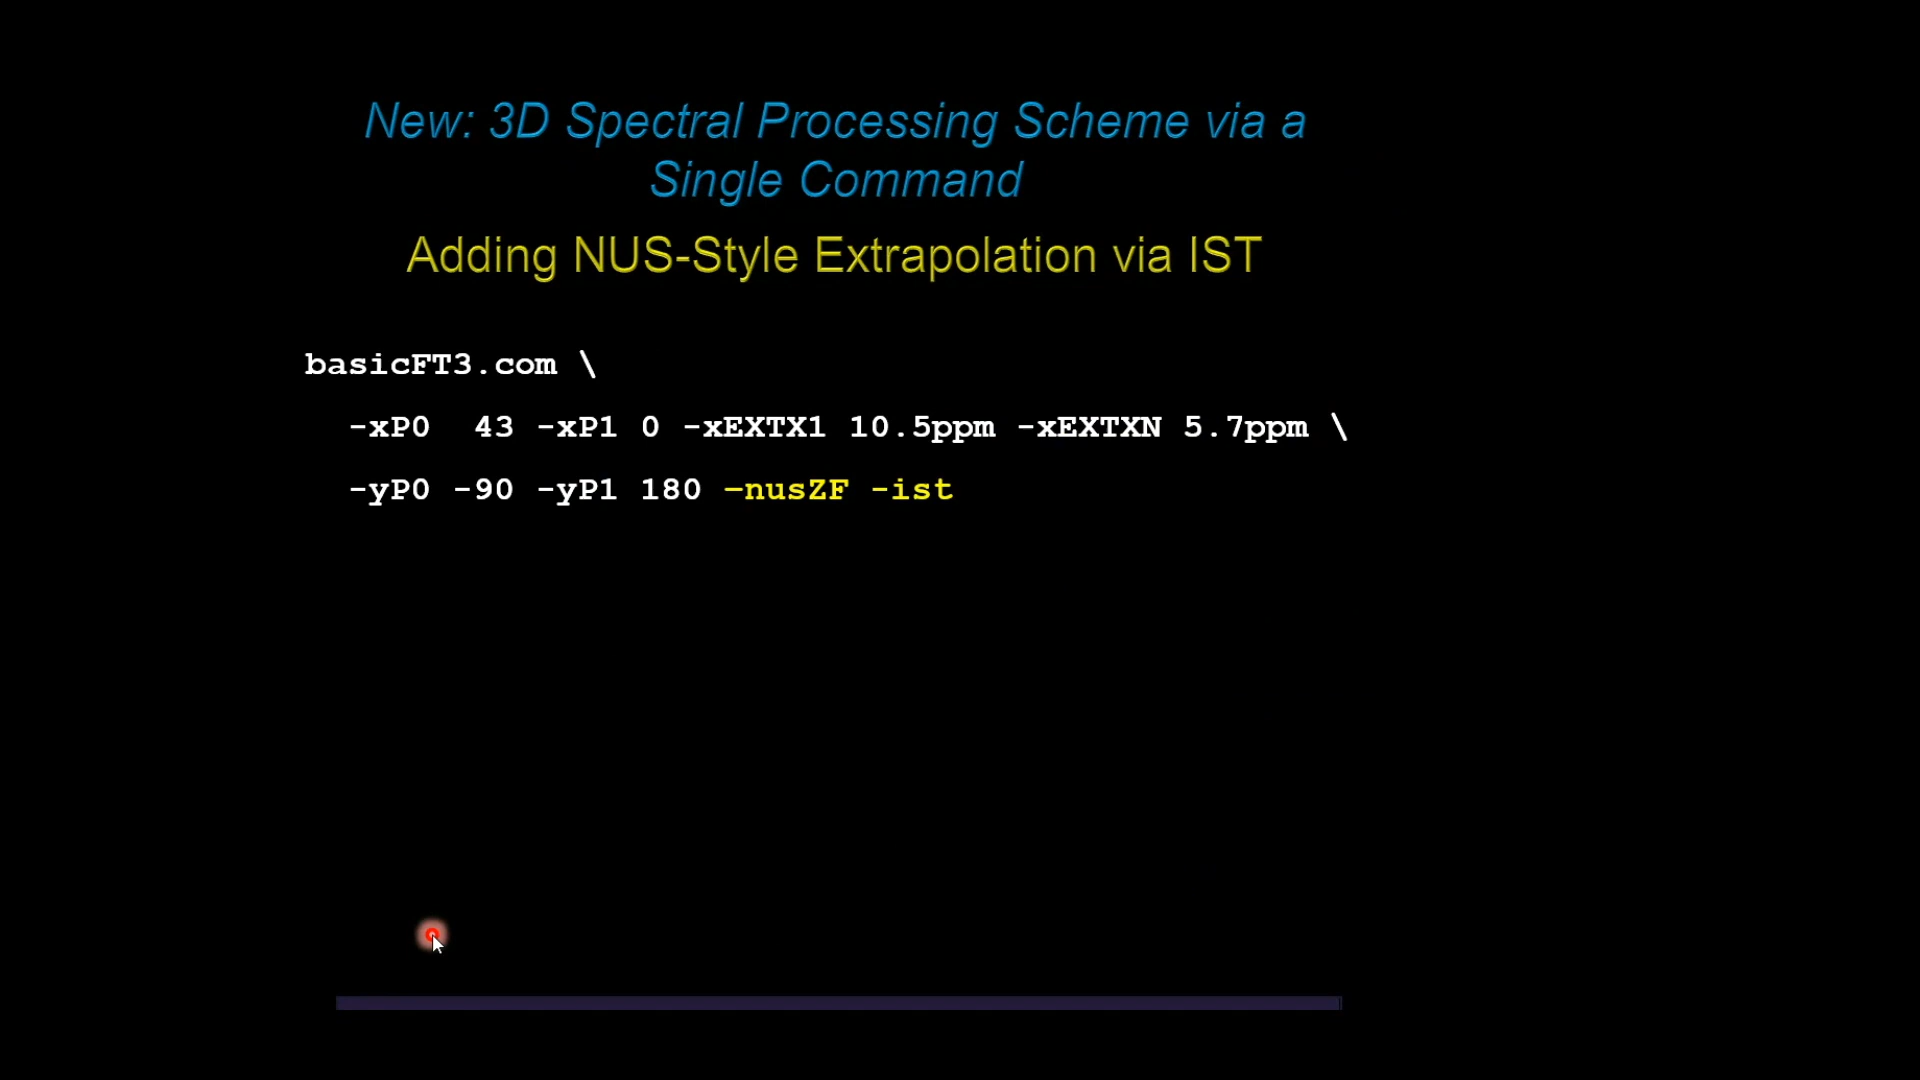 New: 3D Spectral Processing Scheme via a
Single Command
Adding NUS-Style Extrapolation via IST
basicFT3.com \
-xP0 43 -xP1 0 -xEXTX1 10.5ppm -xEXTXN 5.7ppm \
-yP0 -90 -yP1 180 –nusZF -ist